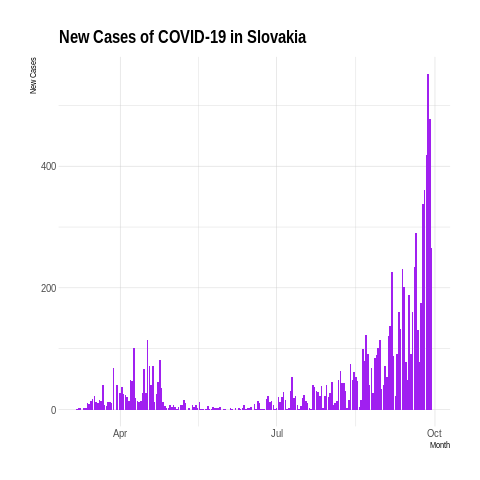 New Cases of COVID-19 in Slovakia
New Cases
400
200
0
Apr
Jul
Oct
Month